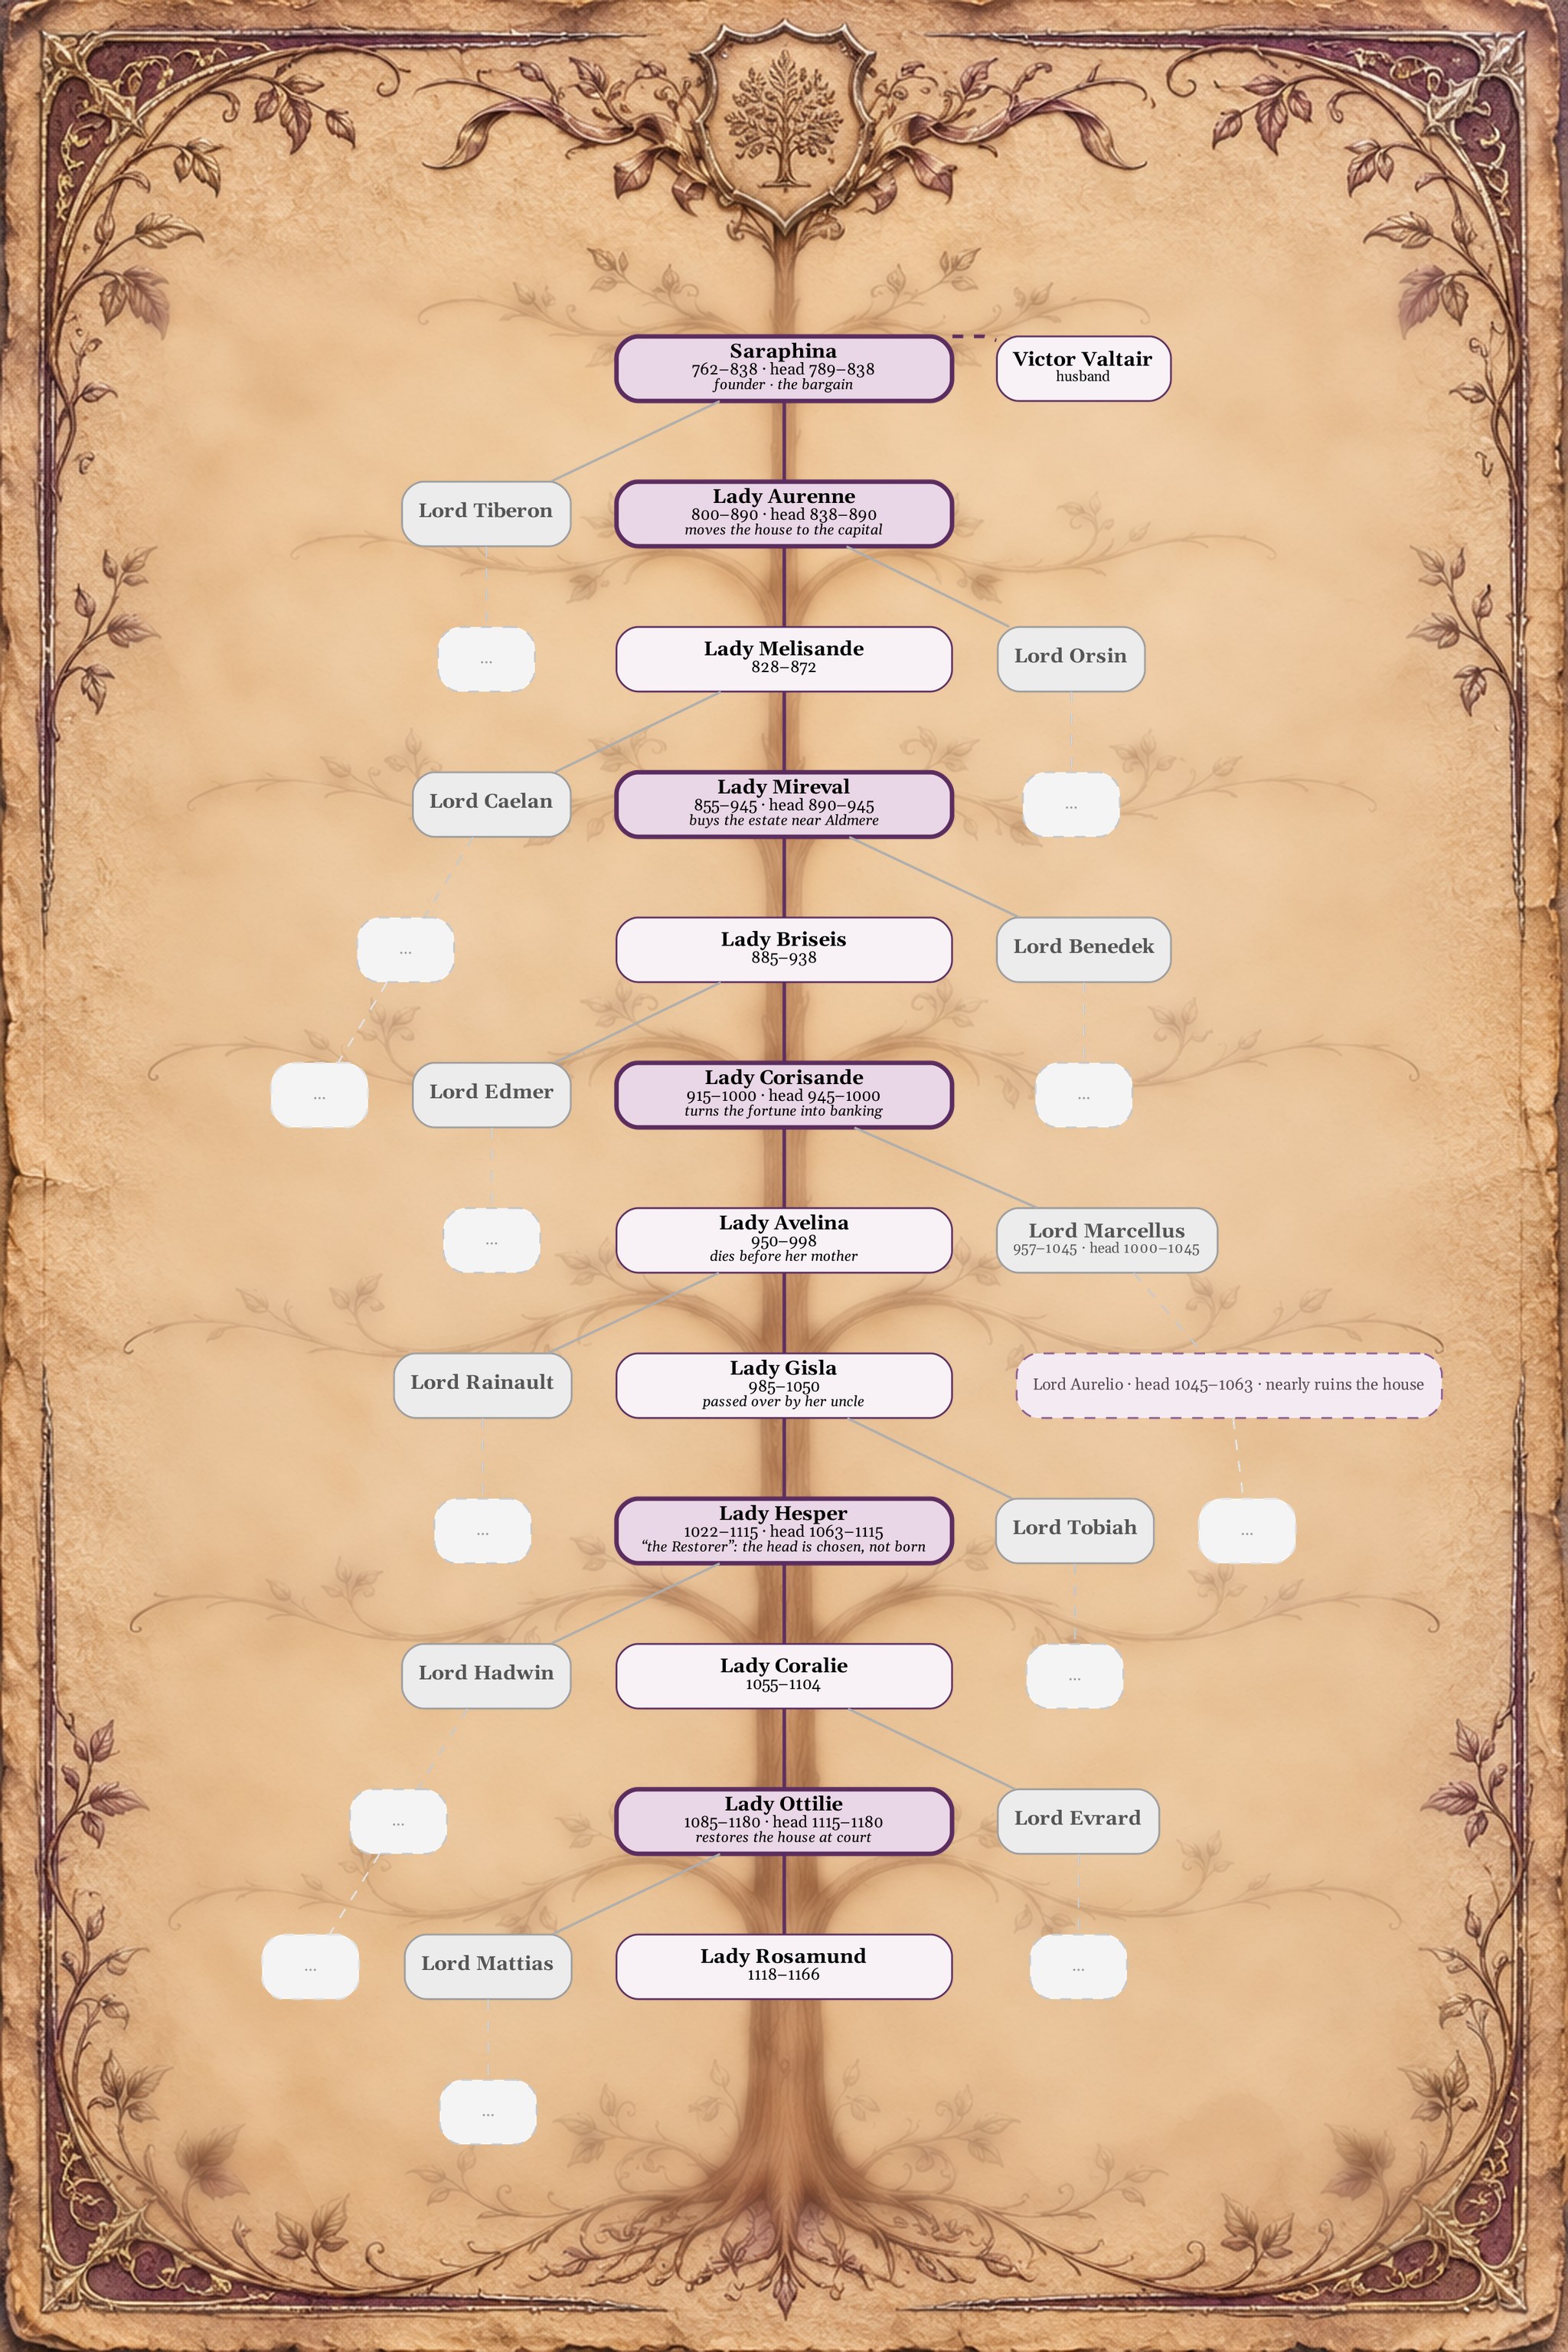 Saraphina
762–838 · head 789–838
founder · the bargain
Victor Valtair
husband
Lord Tiberon
Lady Aurenne
800–890 · head 838–890
moves the house to the capital
...
Lady Melisande
828–872
Lord Orsin
Lord Caelan
Lady Mireval
855–945 · head 890–945
buys the estate near Aldmere
...
...
Lady Briseis
885–938
Lord Benedek
...
Lord Edmer
Lady Corisande
915–1000 · head 945–1000
turns the fortune into banking
...
...
Lady Avelina
950–998
dies before her mother
Lord Marcellus
957–1045 · head 1000–1045
Lord Rainault
Lady Gisla
985–1050
passed over by her uncle
Lord Aurelio · head 1045–1063 · nearly ruins the house
...
Lady Hesper
1022–1115 · head 1063–1115
“the Restorer”: the head is chosen, not born
Lord Tobiah
...
Lord Hadwin
Lady Coralie
1055–1104
...
...
Lady Ottilie
1085–1180 · head 1115–1180
restores the house at court
Lord Evrard
...
Lord Mattias
Lady Rosamund
1118–1166
...
...